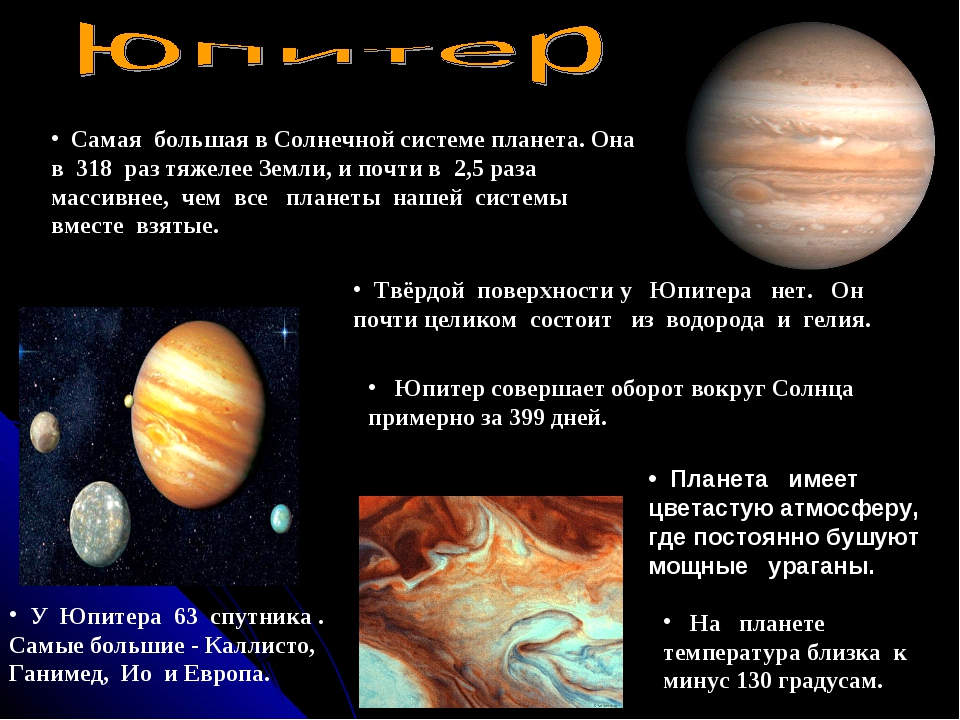 Юпитер
• Самая большая в Солнечной системе планета. Она
в 318 раз тяжелее Земли, и почти в 2,5 раза
массивнее, чем все планеты нашей системы
вместе взятые.
• Твёрдой поверхности у Юпитера нет. Он
почти целиком состоит из водорода и гелия.
• Юпитер совершает оборот вокруг Солнца
примерно за 399 дней.
• Планета имеет
цветастую атмосферу,
где постоянно бушуют
мощные ураганы.
• У Юпитера 63 спутника .
Самые большие - Каллисто,
Ганимед, Ио и Европа.
• На планете
температура близка к
минус 130 градусам.